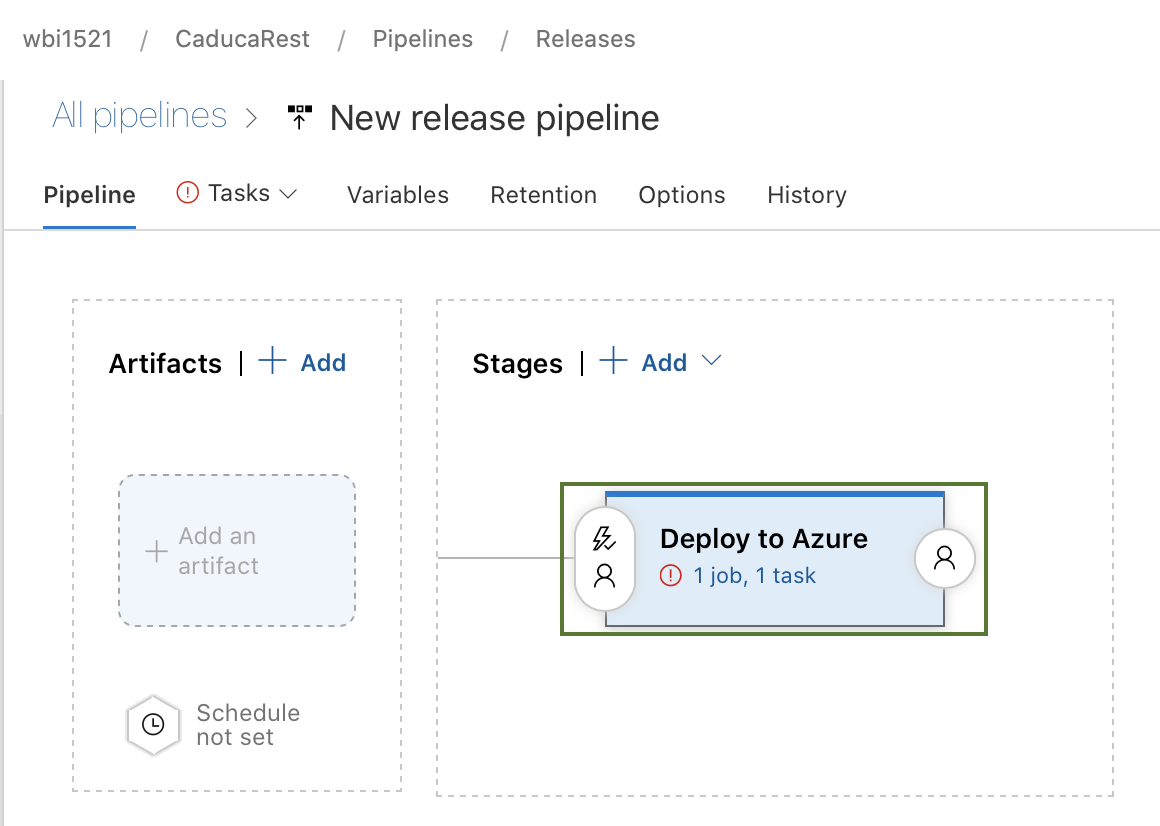 wbi1521 / CaducaRest / Pipelines / Releases
All pipelines > New release pipeline
Pipeline Tasks Variables Retention Options History
Artifacts | + Add
Stages | + Add
Add an
artifact
Deploy to Azure
1 job, 1 task
Schedule
not set